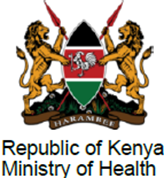 HARAMBEE
Republic of Kenya
Ministry of Health